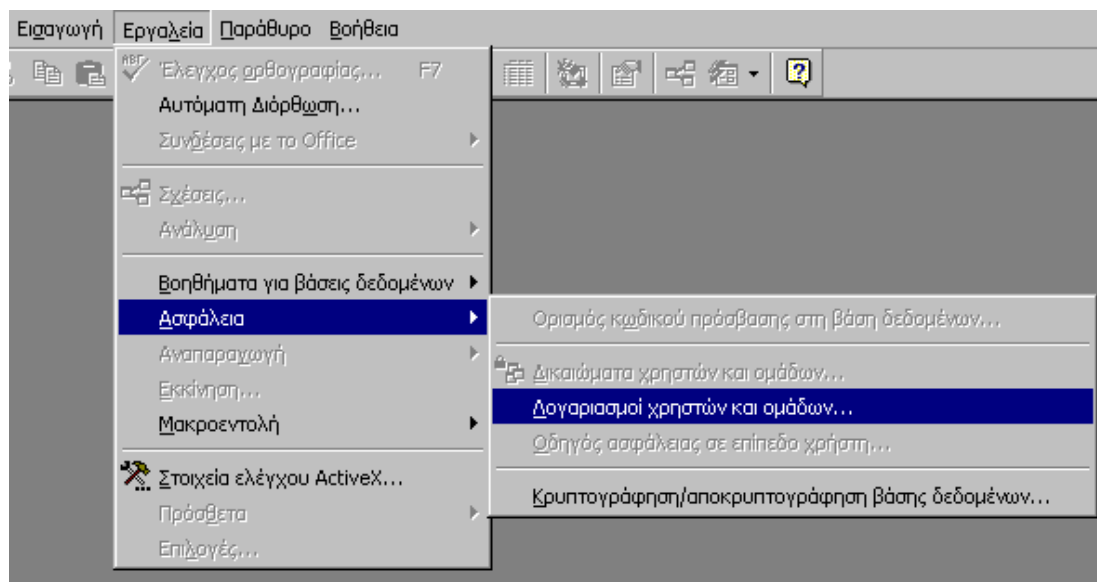 Εισαγωγή Εργαλεία Παράθυρο Βοήθεια
ΑΒΓ Έλεγχος ορθογραφίας... F7
Αυτόματη Διόρθωση...
Συνδέσεις με το Office
Σχέσεις...
Ανάλυση
Βοηθήματα για βάσεις δεδομένων
Ασφάλεια
Αναπαραγωγή
Εκκίνηση...
Μακροεντολή
Στοιχεία ελέγχου ActiveX...
Πρόσθετα
Επιλογές...
Ορισμός κωδικού πρόσβασης στη βάση δεδομένων...
Δικαιώματα χρηστών και ομάδων...
Λογαριασμοί χρηστών και ομάδων...
Οδηγός ασφάλειας σε επίπεδο χρήστη...
Κρυπτογράφηση/αποκρυπτογράφηση βάσης δεδομένων...